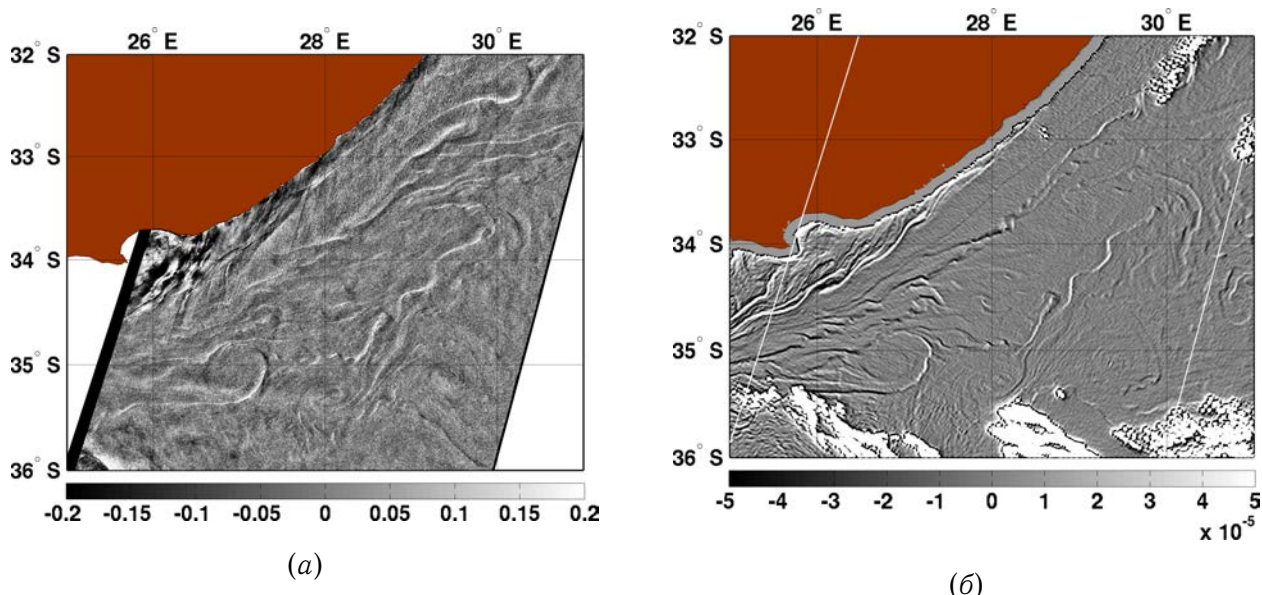 26° E 28° E 30° E
32° S
33° S
34° S
35° S
36° S
-0.2 -0.15 -0.1 -0.05 0 0.05 0.1 0.15 0.2
(а)
26° E 28° E 30° E
32° S
33° S
34° S
35° S
36° S
-5 -4 -3 -2 -1 0 1 2 3 4 5
x 10⁻⁵
(б)